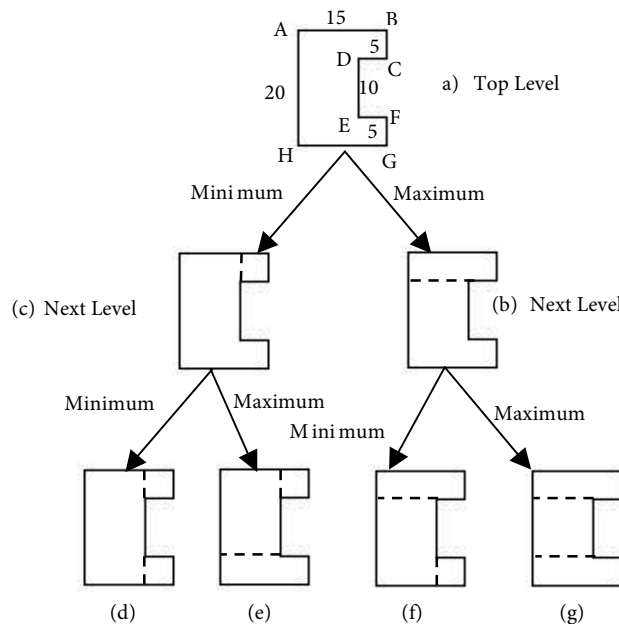 15
A B
5
D C
20 10 a) Top Level
E F
5
H G
Mini mum Maximum
(c) Next Level (b) Next Level
Minimum Maximum M ini mum Maximum
(d) (e) (f) (g)